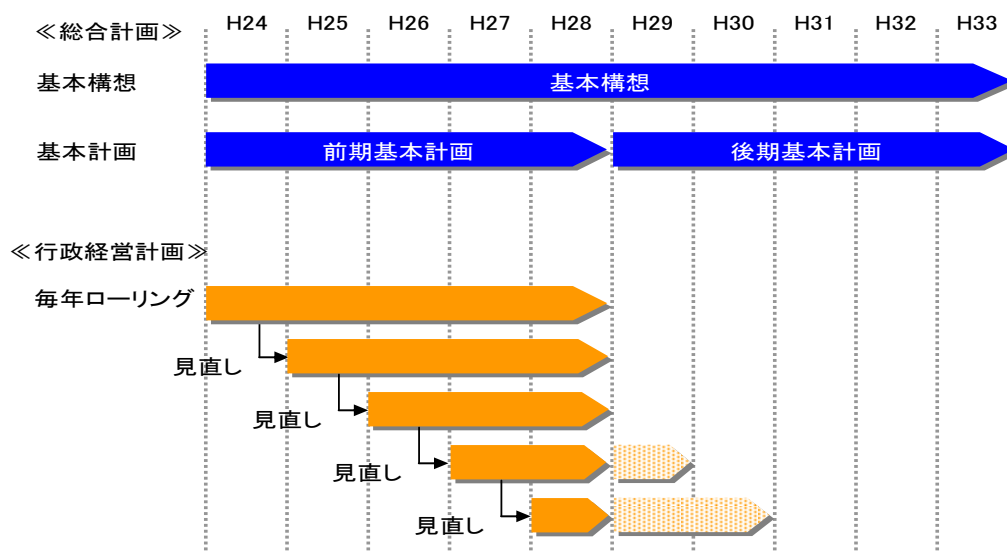 ≪総合計画≫ H24 H25 H26 H27 H28 H29 H30 H31 H32 H33
基本構想 基本構想
基本計画 前期基本計画 後期基本計画
≪行政経営計画≫
毎年ローリング
見直し
見直し
見直し
見直し